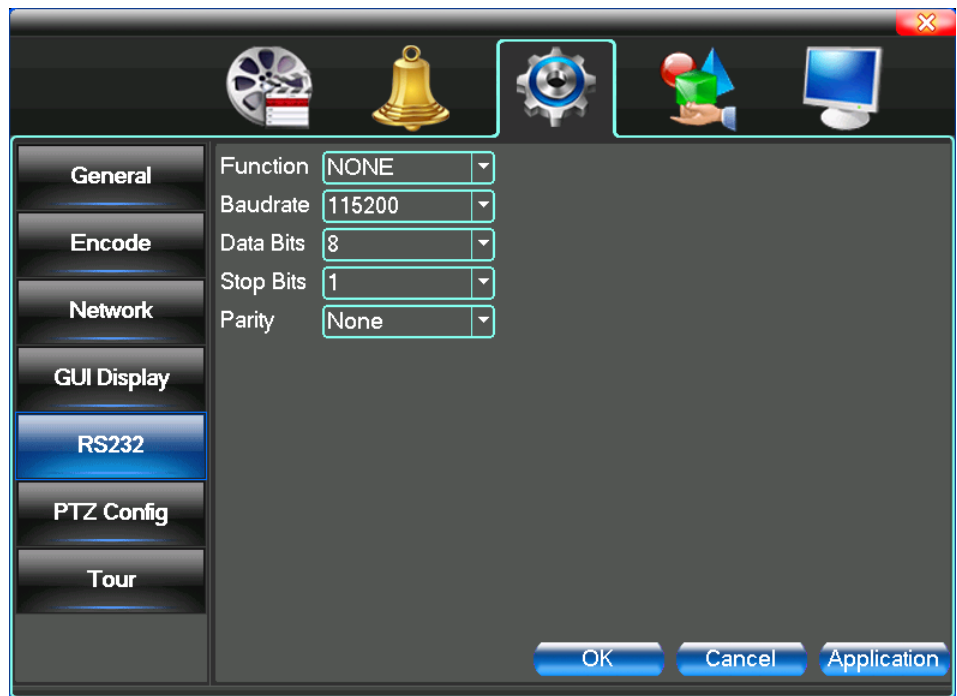 General
Encode
Network
GUI Display
RS232
PTZ Config
Tour
Function NONE
Baudrate 115200
Data Bits 8
Stop Bits 1
Parity None
OK Cancel Application